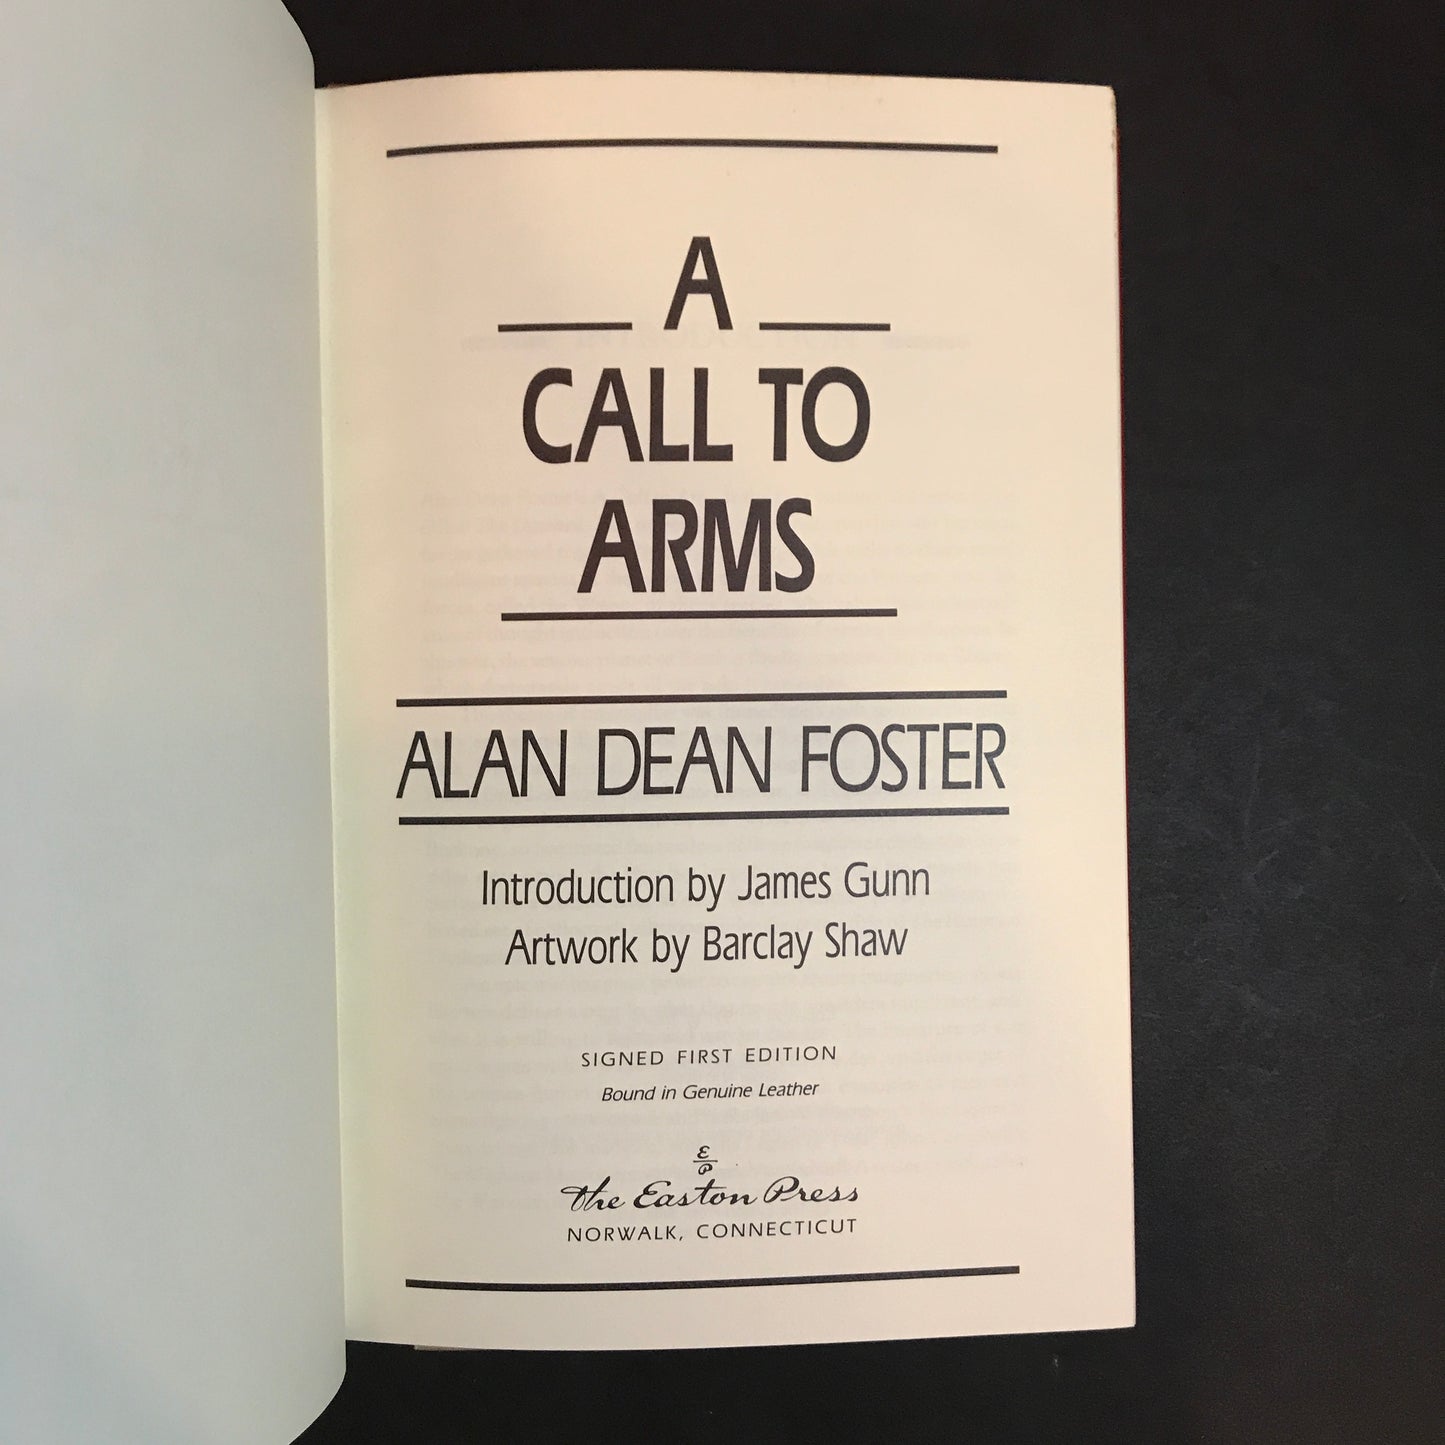 A
CALL TO
ARMS
ALAN DEAN FOSTER
Introduction by James Gunn
Artwork by Barclay Shaw
SIGNED FIRST EDITION
Bound in Genuine Leather
E
P
The Easton Press
NORWALK, CONNECTICUT